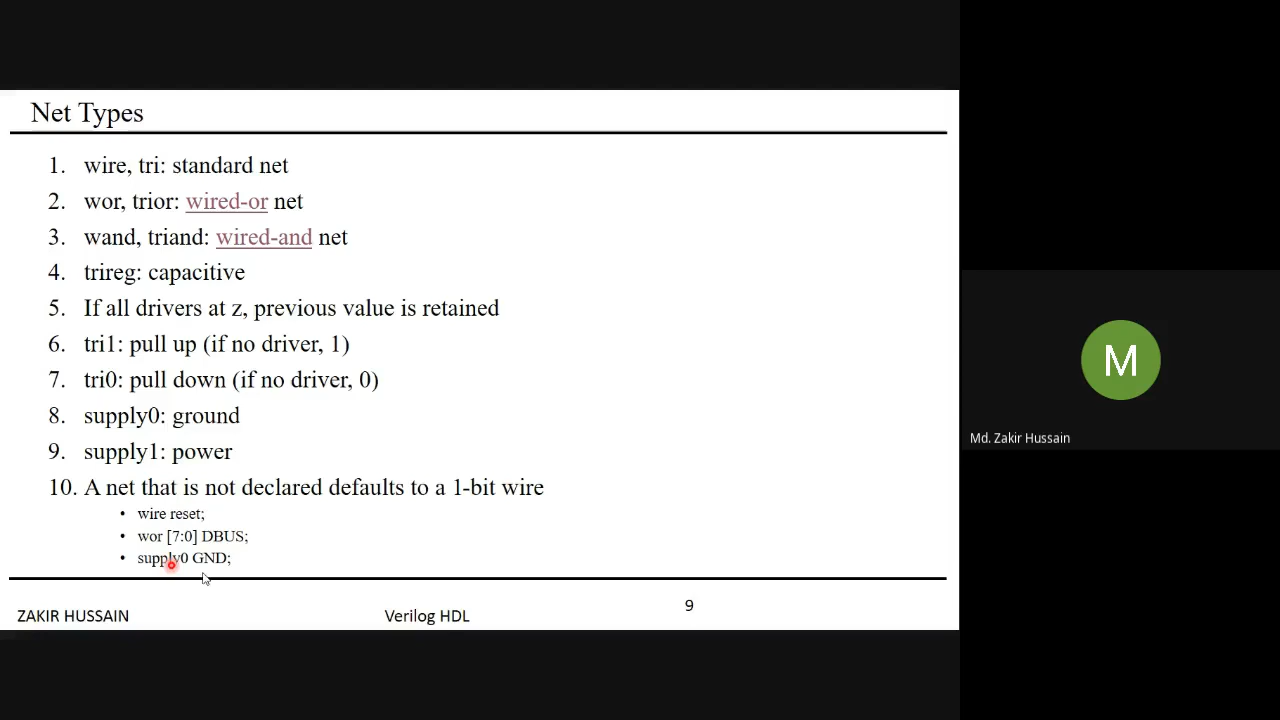 Net Types
1. wire, tri: standard net
2. wor, trior: wired-or net
3. wand, triand: wired-and net
4. trireg: capacitive
5. If all drivers at z, previous value is retained
6. tri1: pull up (if no driver, 1)
7. tri0: pull down (if no driver, 0)
8. supply0: ground
9. supply1: power
10. A net that is not declared defaults to a 1-bit wire
• wire reset;
• wor [7:0] DBUS;
• supply0 GND;
ZAKIR HUSSAIN
Verilog HDL
9
M
Md. Zakir Hussain